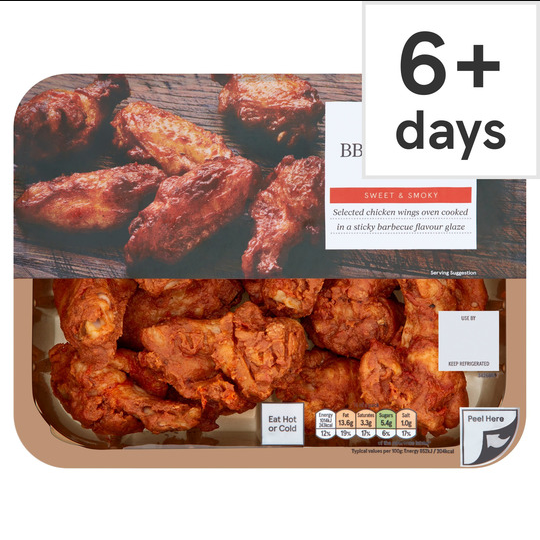 6+
days
BB
SWEET & SMOKY
Selected chicken wings oven cooked
in a sticky barbecue flavour glaze
Serving Suggestion
USE BY
KEEP REFRIGERATED
Eat Hot
or Cold
Energy Fat Saturates Sugars Salt
13.6g 3.3g 5.4g 1.0g
12% 19% 17% 6% 17%
Peel Here
Typical values per 100g: Energy